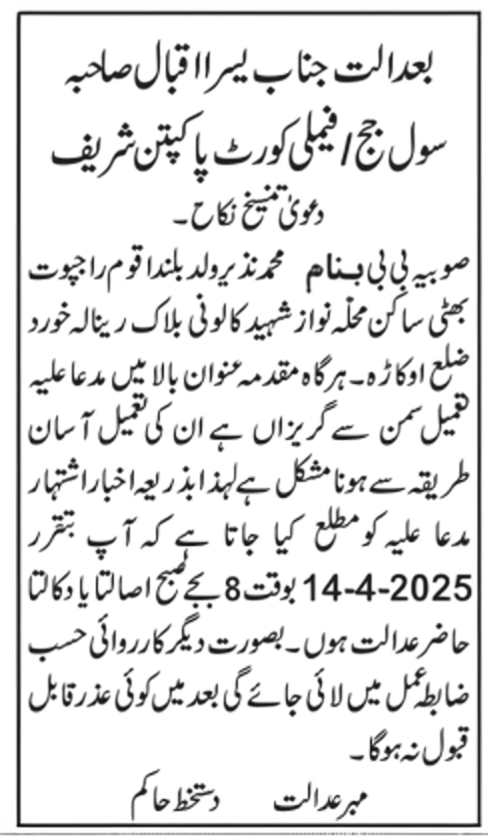 بعدالت جناب یسرا اقبال صاحبہ
سول جج/فیملی کورٹ پاکپتن شریف
دعویٰ تنسیخ نکاح۔
صوبیہ بی بی بنام محمد نذیر ولد بلندا قوم راجپوت
بھٹی ساکن محلہ نواز شہید کالونی بلاک رینالہ خورد
ضلع اوکاڑہ۔ ہرگاہ مقدمہ عنوان بالا میں مدعا علیہ
تعمیل سمن سے گریزاں ہے ان کی تعمیل آسان
طریقہ سے ہونا مشکل ہے لہذا بذریعہ اخبار اشتہار
مدعا علیہ کو مطلع کیا جاتا ہے کہ آپ بتقرر
14-4-2025 بوقت 8 بجے صبح اصالتا یا دکالتا
حاضر عدالت ہوں۔ بصورت دیگر کارروائی حسب
ضابطہ عمل میں لائی جائے گی بعد میں کوئی عذر قابل
قبول نہ ہوگا۔
مہر عدالت دستخط حاکم